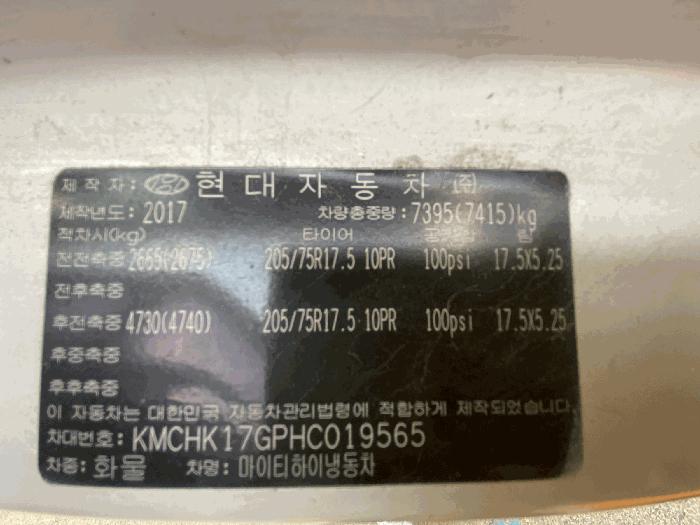 제 작 자: 현 대 자 동 차 ㈜
제작년도: 2017 차량총중량: 7395(7415)kg
적차시(kg) 타이어 공기압 림
전전축중 2665(2675) 205/75R17.5 10PR 100psi 17.5X5.25
전후축중
후전축중 4730(4740) 205/75R17.5 10PR 100psi 17.5X5.25
후중축중
후후축중
이 자동차는 대한민국 자동차관리법령에 적합하게 제작되었습니다.
차대번호: KMCHK17GPHC019565
차종: 화물 차명: 마이티하이냉동차